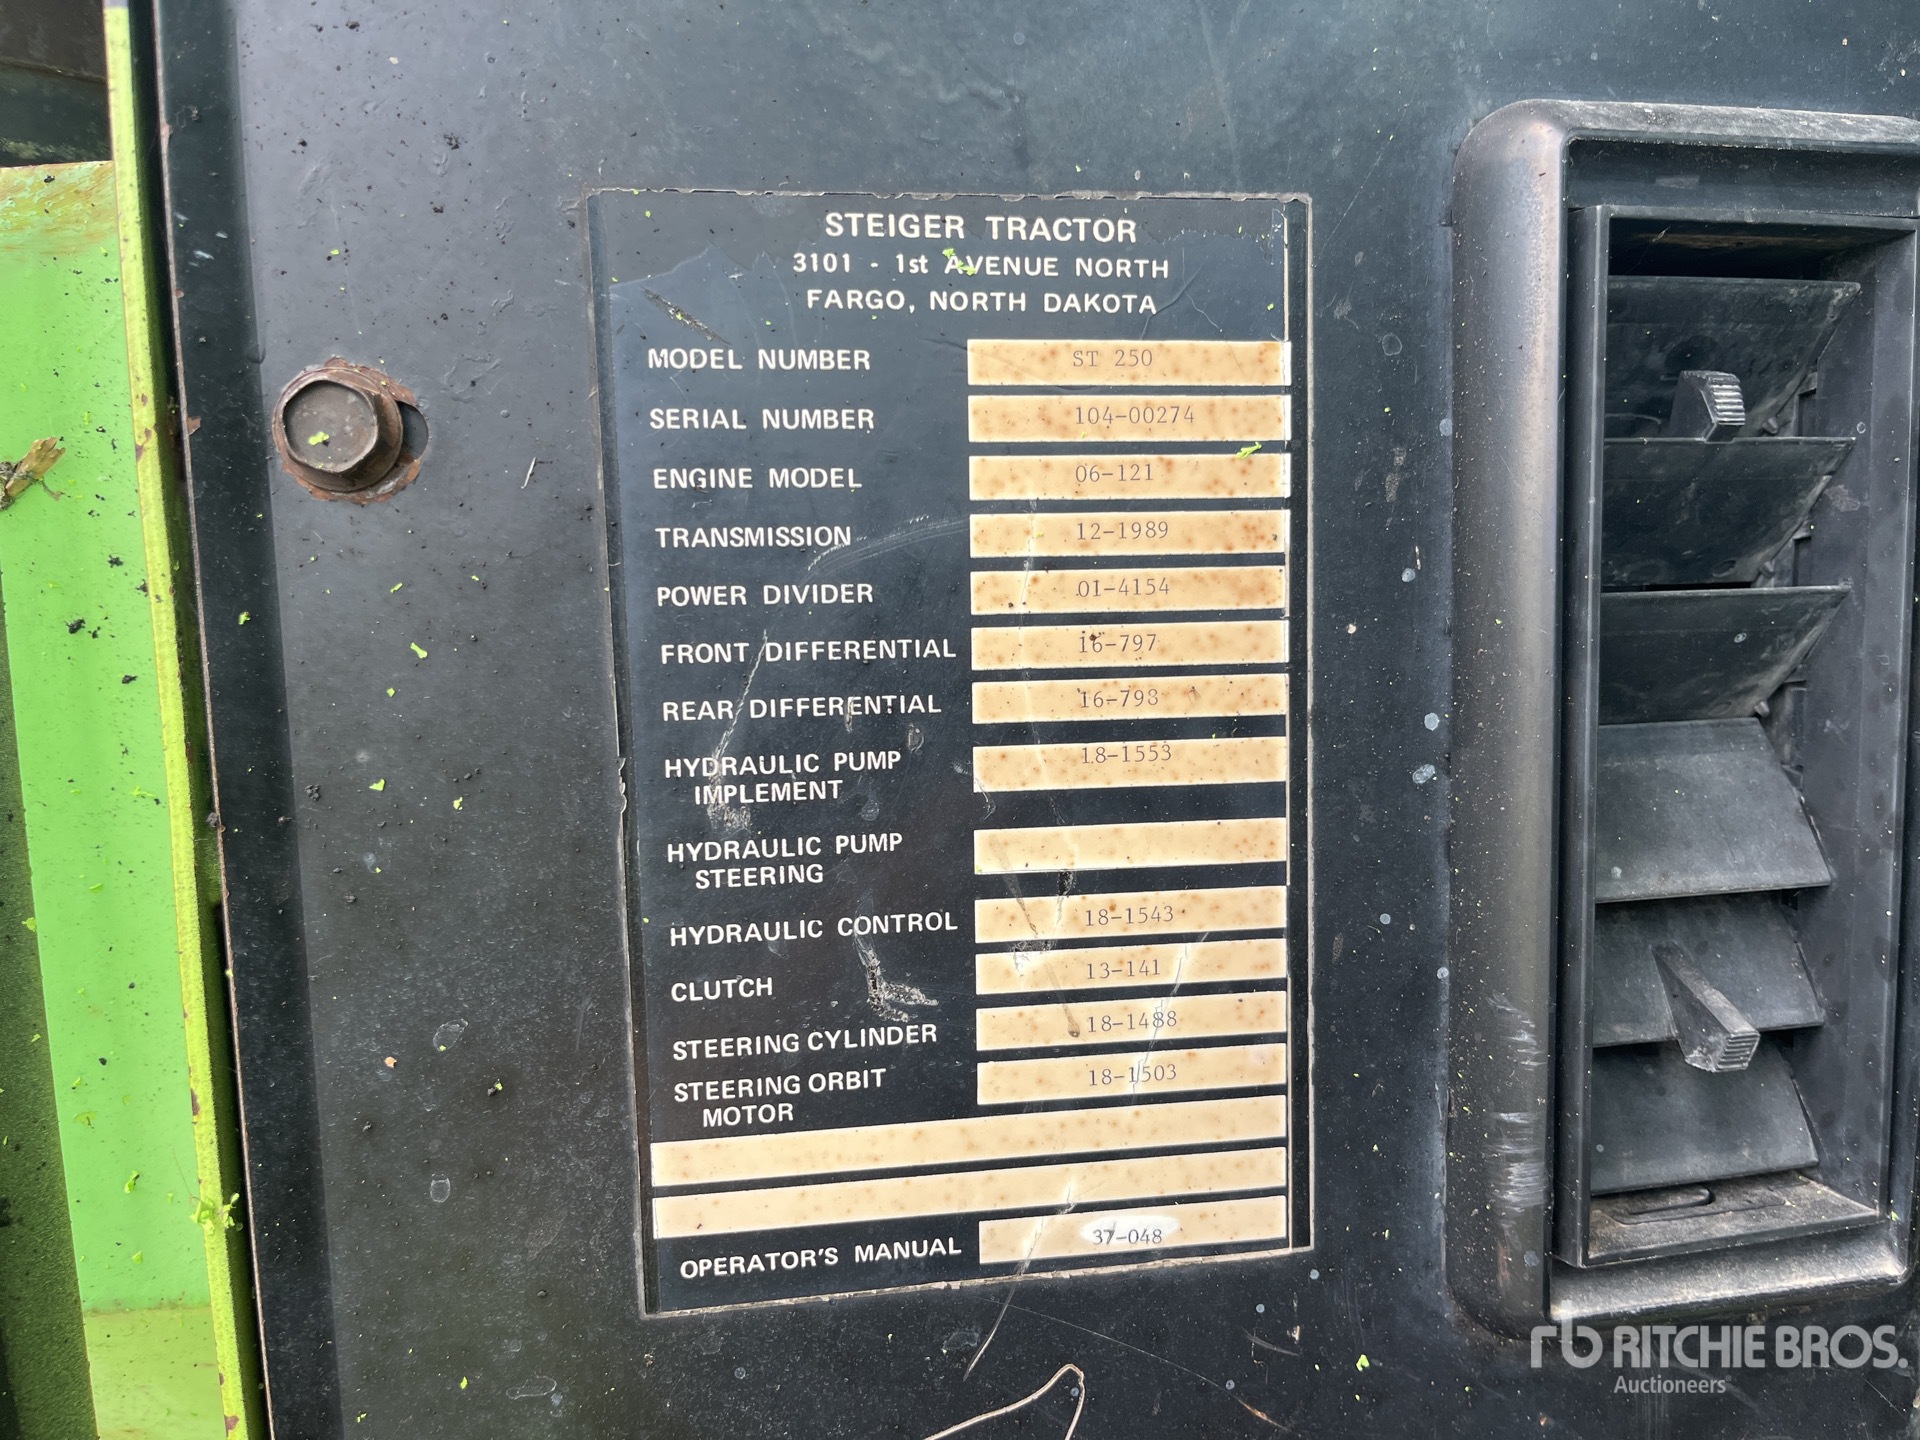 STEIGER TRACTOR
3101 - 1st AVENUE NORTH
FARGO, NORTH DAKOTA
MODEL NUMBER ST 250
SERIAL NUMBER 104-00274
ENGINE MODEL 06-121
TRANSMISSION 12-1989
POWER DIVIDER 01-4154
FRONT DIFFERENTIAL 16-797
REAR DIFFERENTIAL 16-798
HYDRAULIC PUMP 18-1553
IMPLEMENT
HYDRAULIC PUMP
STEERING
HYDRAULIC CONTROL 18-1543
CLUTCH 13-141
STEERING CYLINDER 18-1488
STEERING ORBIT 18-1503
MOTOR
OPERATOR'S MANUAL 37-048
rb RITCHIE BROS.
Auctioneers